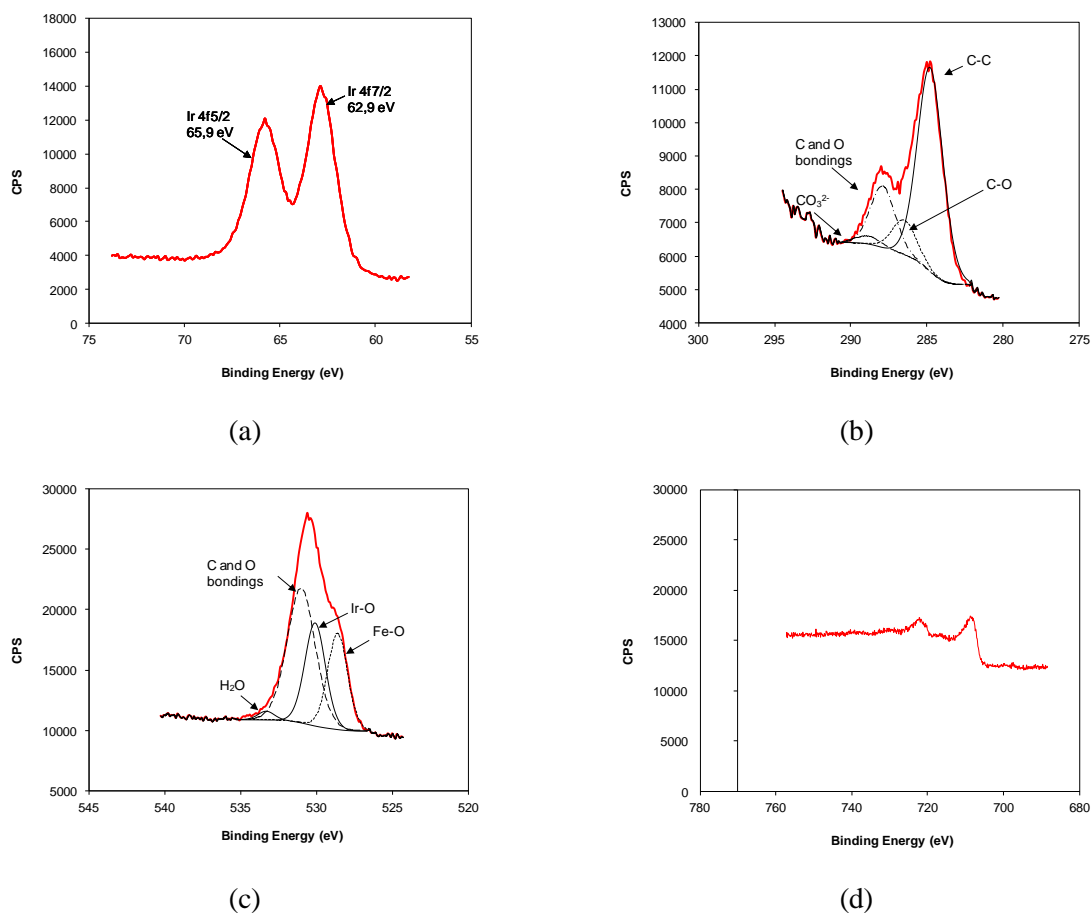 18000
16000
14000
12000
10000
8000
6000
4000
2000
0
CPS
Ir 4f7/2
62,9 eV
Ir 4f5/2
65,9 eV
75 70 65 60 55
Binding Energy (eV)
(a)
13000
12000
11000
10000
9000
8000
7000
6000
5000
4000
CPS
C-C
C and O
bondings
C-O
CO₃²⁻
300 295 290 285 280 275
Binding Energy (eV)
(b)
30000
25000
20000
15000
10000
5000
CPS
C and O
bondings
Ir-O
Fe-O
H₂O
545 540 535 530 525 520
Binding Energy (eV)
(c)
30000
25000
20000
15000
10000
5000
0
CPS
780 760 740 720 700 680
Binding Energy (eV)
(d)